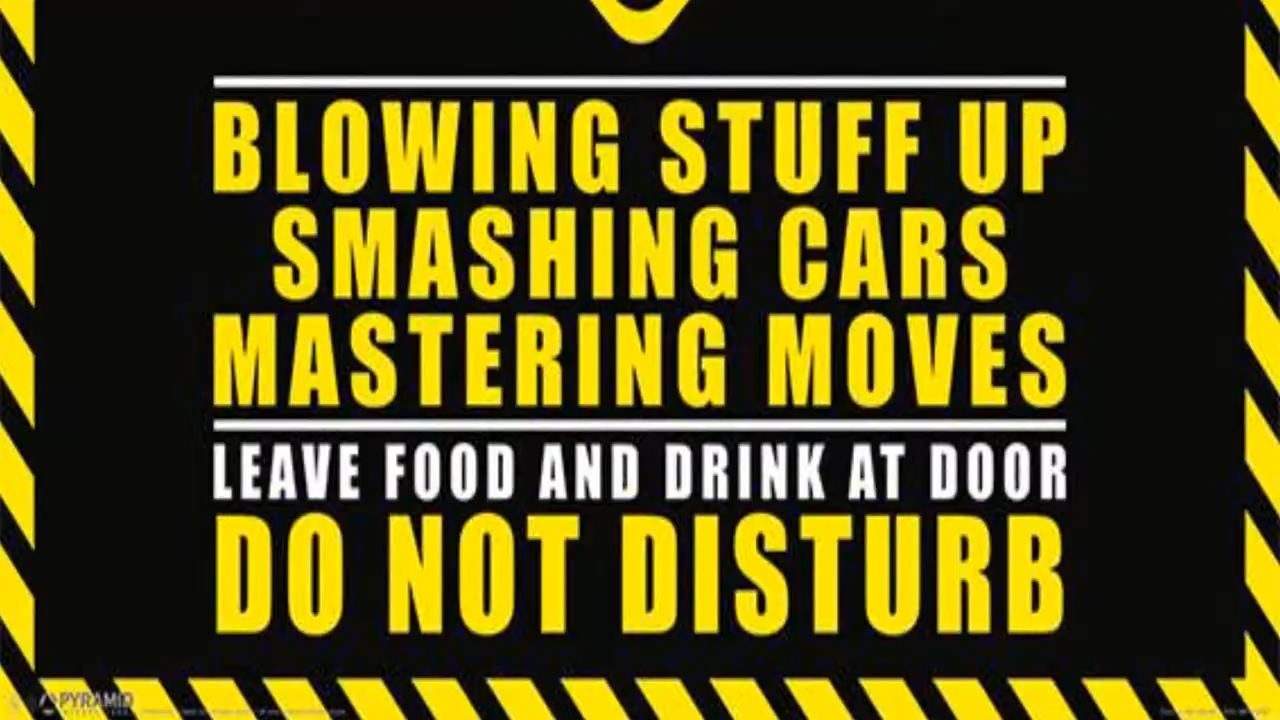 BLOWING STUFF UP
SMASHING CARS
MASTERING MOVES
LEAVE FOOD AND DRINK AT DOOR
DO NOT DISTURB
PYRAMID